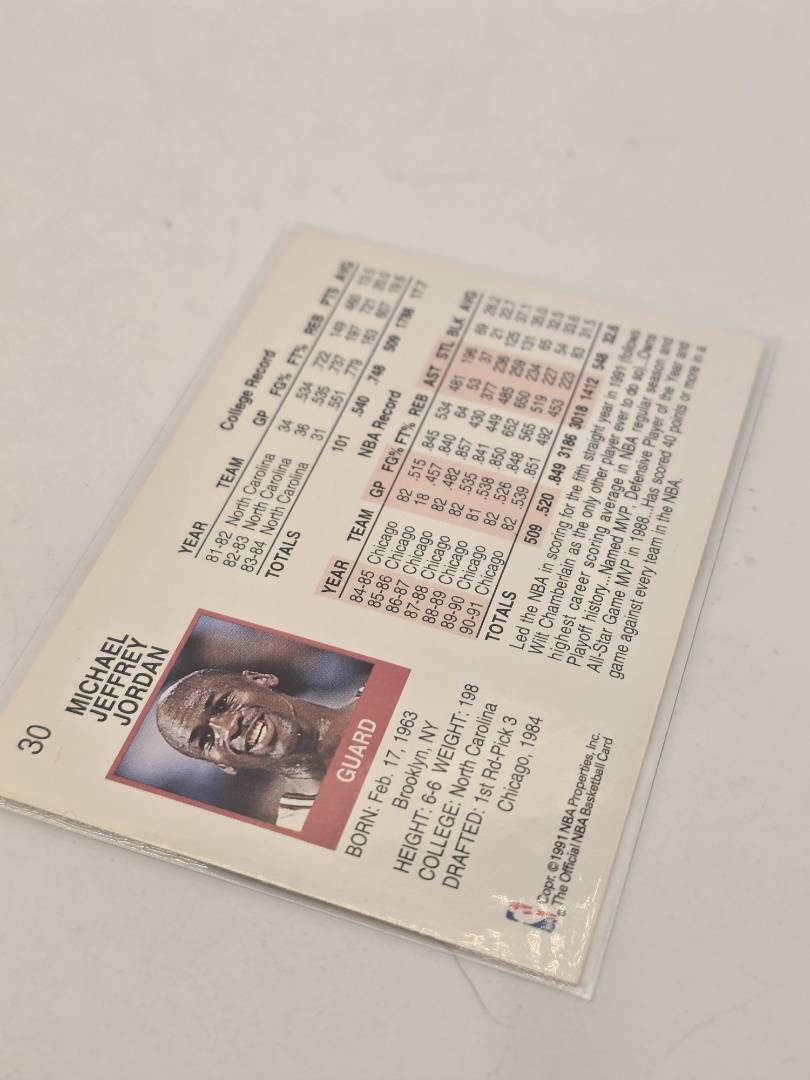 30
MICHAEL
JEFFREY
JORDAN
GUARD
BORN: Feb. 17, 1963
Brooklyn, NY
HEIGHT: 6-6 WEIGHT: 198
COLLEGE: North Carolina
DRAFTED: 1st Rd-Pick 3
Chicago, 1984
Copr. ©1991 NBA Properties, Inc.
The Official NBA Basketball Card
College Record
YEAR TEAM GP FG% FT% REB PTS AVG
81-82 North Carolina 34 .534 .722 149 460 13.5
82-83 North Carolina 36 .535 .737 197 721 20.0
83-84 North Carolina 31 .551 .779 163 607 19.6
TOTALS 101 .540 .748 509 1788 17.7
NBA Record
YEAR TEAM GP FG% FT% REB AST STL BLK AVG
84-85 Chicago 82 .515 .845 534 481 196 69 28.2
85-86 Chicago 18 .457 .840 64 53 37 21 22.7
86-87 Chicago 82 .482 .857 430 377 236 125 37.1
87-88 Chicago 82 .535 .841 449 485 259 131 35.0
88-89 Chicago 81 .538 .850 652 650 234 65 32.5
89-90 Chicago 82 .526 .848 565 519 227 54 33.6
90-91 Chicago 82 .539 .851 492 453 223 83 31.5
TOTALS 509 .520 .849 3186 3018 1412 548 32.6
Led the NBA in scoring for the fifth straight year in 1991 (follows
Wilt Chamberlain as the only other player ever to do so)...Owns
highest career scoring average in NBA regular season and
Playoff history...Named MVP, Defensive Player of the Year and
All-Star Game MVP in 1988...Has scored 40 points or more in a
game against every team in the NBA.